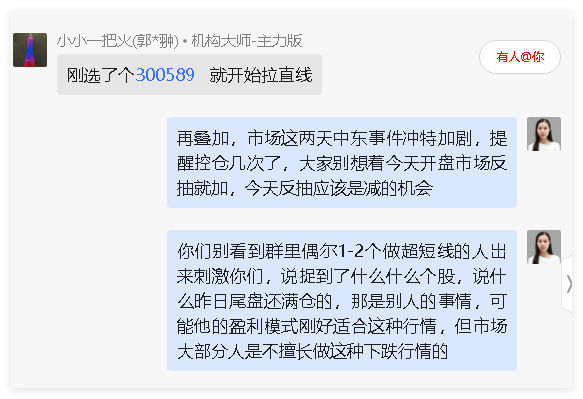 小小一把火(郭*翀) • 机构大师-主力版
有人@你
刚选了个300589 就开始拉直线
再叠加，市场这两天中东事件冲特加剧，提
醒控仓几次了，大家别想着今天开盘市场反
抽就加，今天反抽应该是减的机会
你们别看到群里偶尔1-2个做超短线的人出
来刺激你们，说捉到了什么什么个股，说什
么昨日尾盘还满仓的，那是别人的事情，可
能他的盈利模式刚好适合这种行情，但市场
大部分人是不擅长做这种下跌行情的